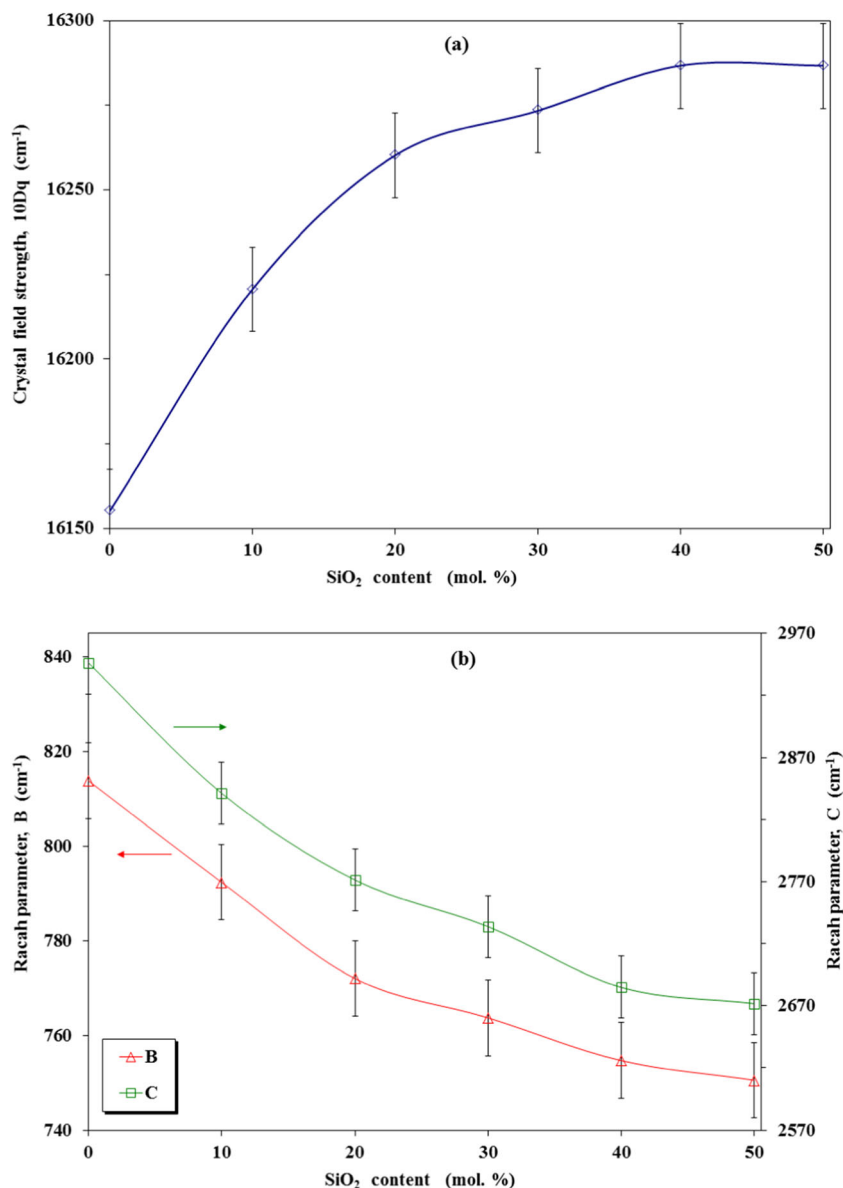 (a)
Crystal field strength, 10Dq (cm⁻¹)
16300
16250
16200
16150
0 10 20 30 40 50
SiO₂ content (mol. %)
(b)
Racah parameter, B (cm⁻¹)
840
820
800
780
760
740
2970
2870
2770
2670
2570
Racah parameter, C (cm⁻¹)
B
C
0 10 20 30 40 50
SiO₂ content (mol. %)